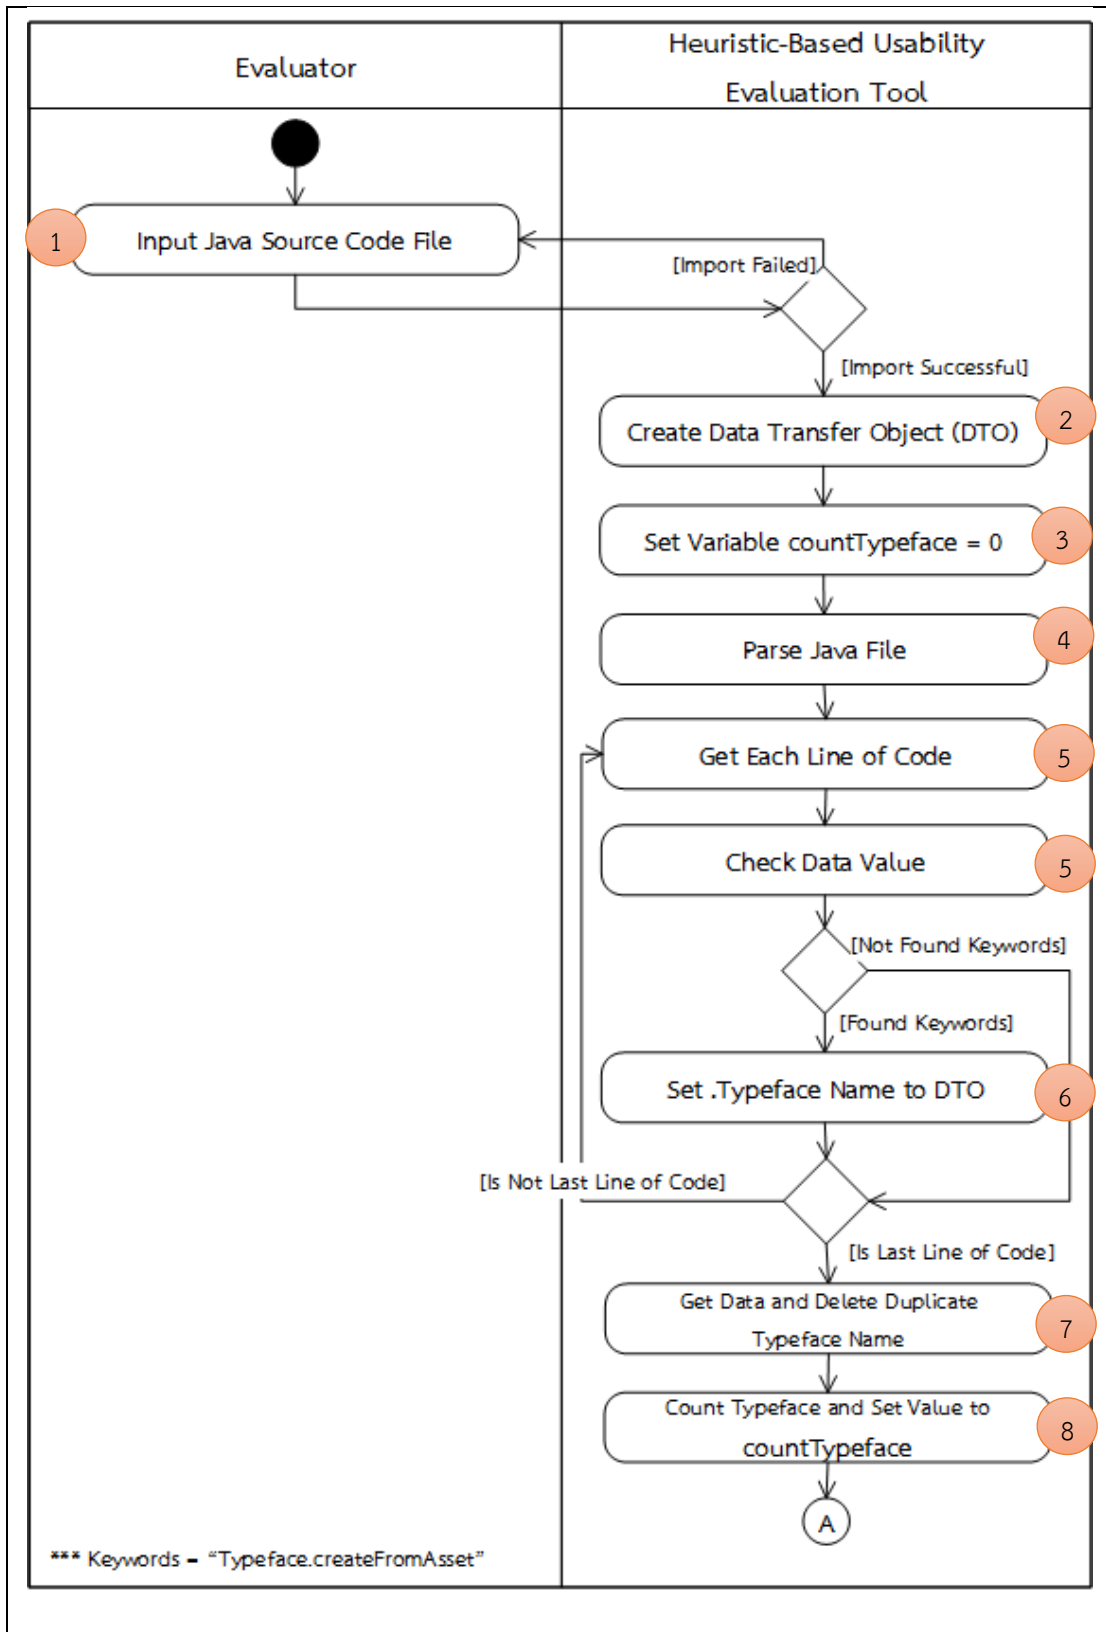 Evaluator
Heuristic-Based Usability
Evaluation Tool
1
Input Java Source Code File
[Import Failed]
[Import Successful]
Create Data Transfer Object (DTO)
2
Set Variable countTypeface = 0
3
Parse Java File
4
Get Each Line of Code
5
Check Data Value
5
[Not Found Keywords]
[Found Keywords]
Set .Typeface Name to DTO
6
[Is Not Last Line of Code]
[Is Last Line of Code]
Get Data and Delete Duplicate
Typeface Name
7
Count Typeface and Set Value to
countTypeface
8
A
*** Keywords = “Typeface.createFromAsset”